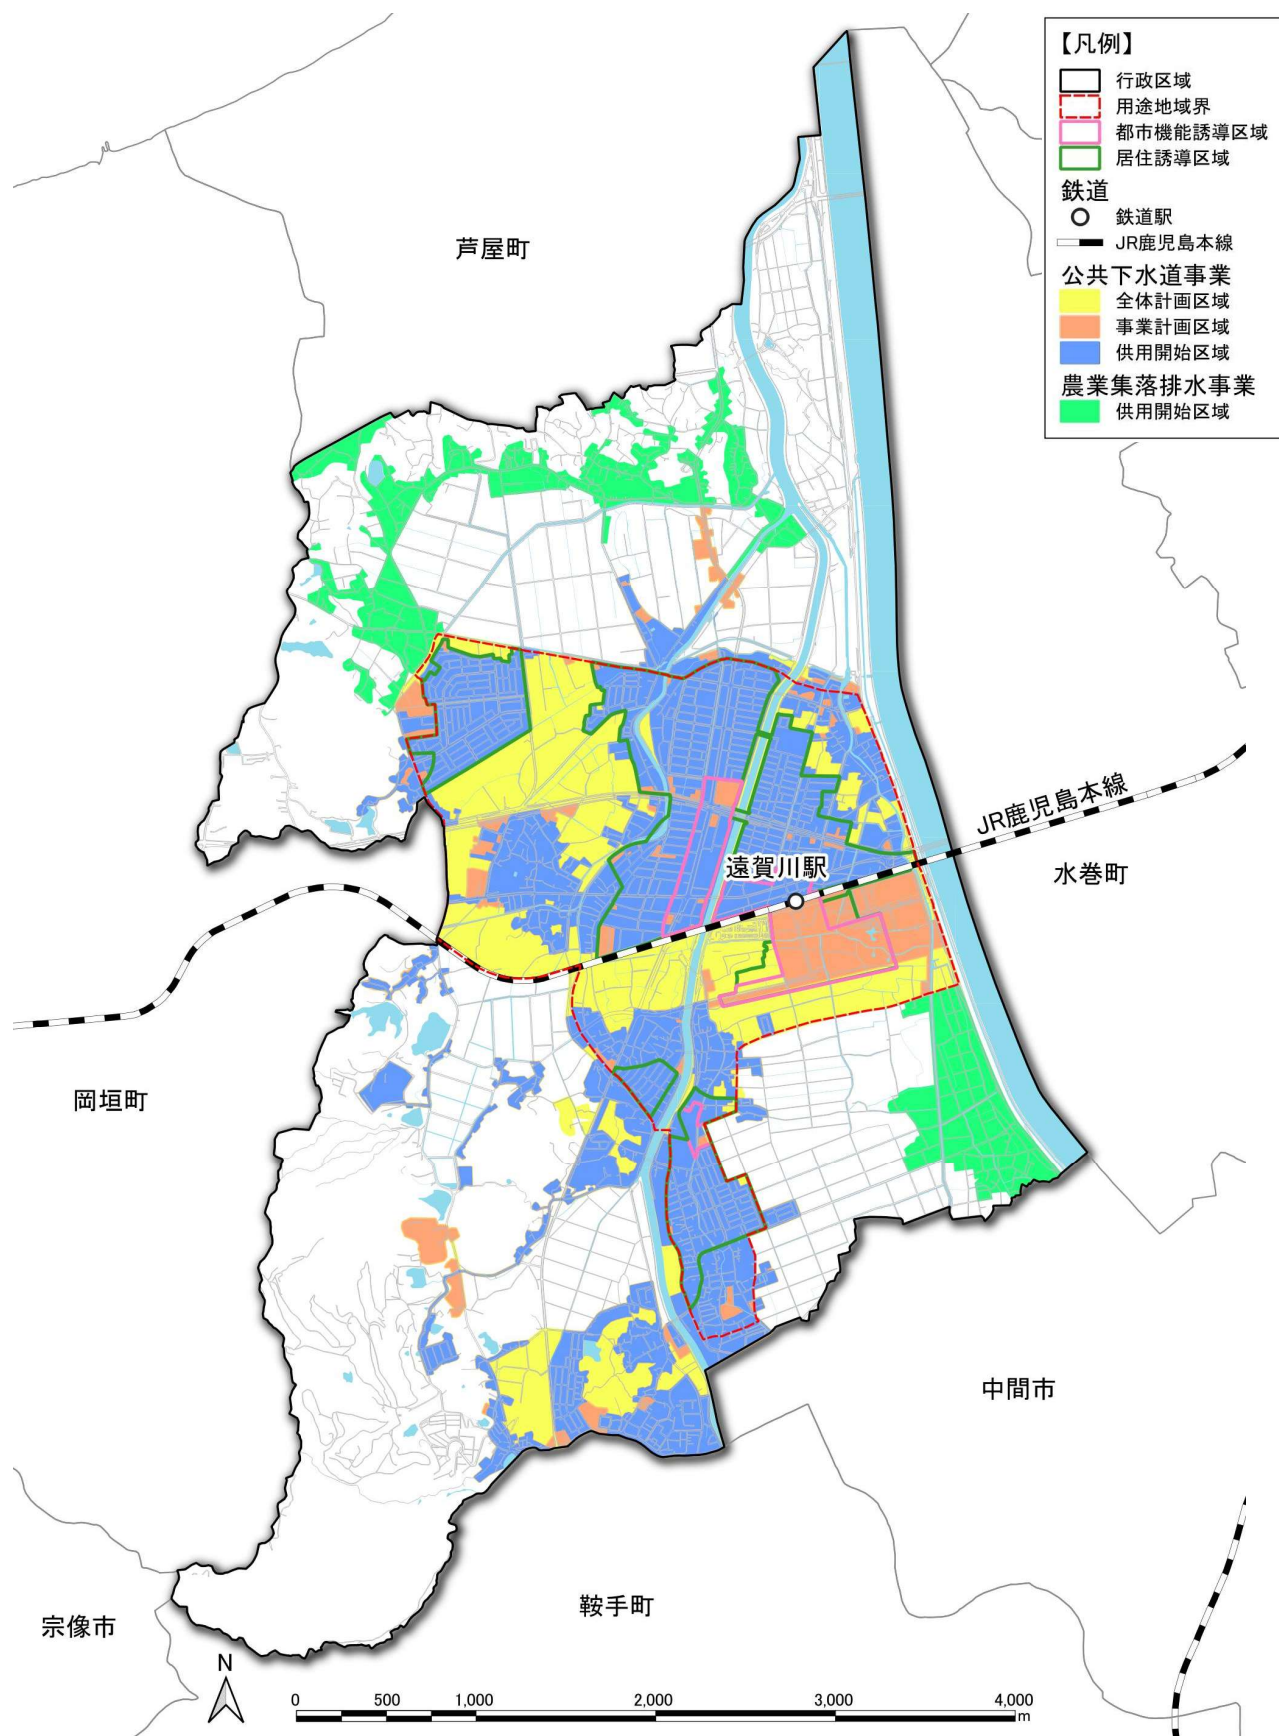 【凡例】
行政区域
用途地域界
都市機能誘導区域
居住誘導区域
鉄道
鉄道駅
JR鹿児島本線
公共下水道事業
全体計画区域
事業計画区域
供用開始区域
農業集落排水事業
供用開始区域
芦屋町
JR鹿児島本線
遠賀川駅
水巻町
岡垣町
中間市
鞍手町
宗像市
N
0 500 1,000 2,000 3,000 4,000
m